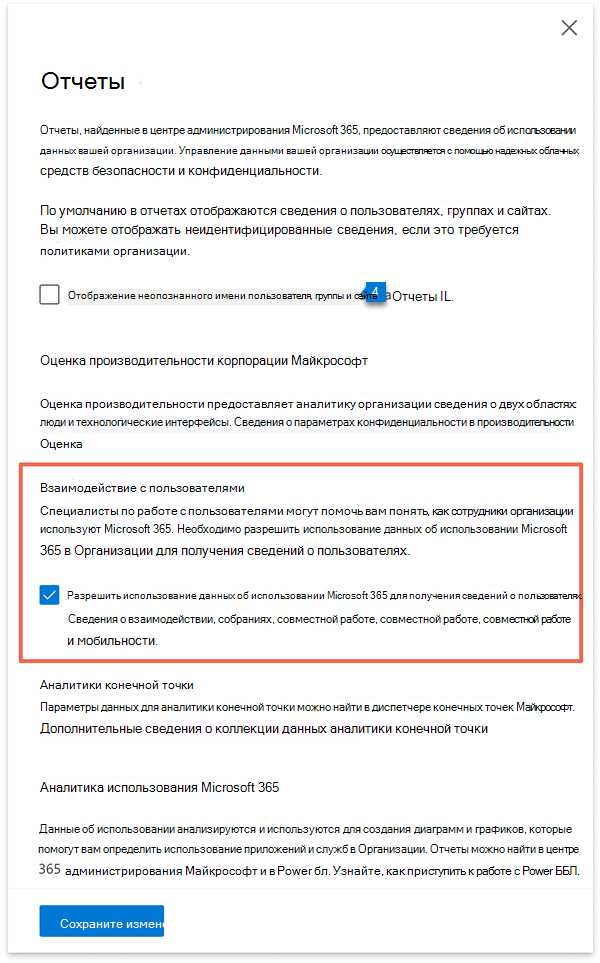 Отчеты
Отчеты, найденные в центре администрирования Microsoft 365, предоставляют сведения об использовании
данных вашей организации. Управление данными вашей организации осуществляется с помощью надежных облачных
средств безопасности и конфиденциальности.
По умолчанию в отчетах отображаются сведения о пользователях, группах и сайтах.
Вы можете отображать неидентифицированные сведения, если это требуется
политиками организации.
Отображение неопознанного имени пользователя, группы и сайта 4 Отчеты IL.
Оценка производительности корпорации Майкрософт
Оценка производительности предоставляет аналитику организации сведения о двух областях:
люди и технологические интерфейсы. Сведения о параметрах конфиденциальности в производительности
Оценка
Взаимодействие с пользователями
Специалисты по работе с пользователями могут помочь вам понять, как сотрудники организации
используют Microsoft 365. Необходимо разрешить использование данных об использовании Microsoft
365 в Организации для получения сведений о пользователях.
Разрешить использование данных об использовании Microsoft 365 для получения сведений о пользователях.
Сведения о взаимодействии, собраниях, совместной работе, совместной работе, совместной работе
и мобильности.
Аналитики конечной точки
Параметры данных для аналитики конечной точки можно найти в диспетчере конечных точек Майкрософт.
Дополнительные сведения о коллекции данных аналитики конечной точки
Аналитика использования Microsoft 365
Данные об использовании анализируются и используются для создания диаграмм и графиков, которые
помогут вам определить использование приложений и служб в Организации. Отчеты можно найти в центре
365 администрирования Майкрософт и в Power бл. Узнайте, как приступить к работе с Power ББЛ.
Сохраните измене